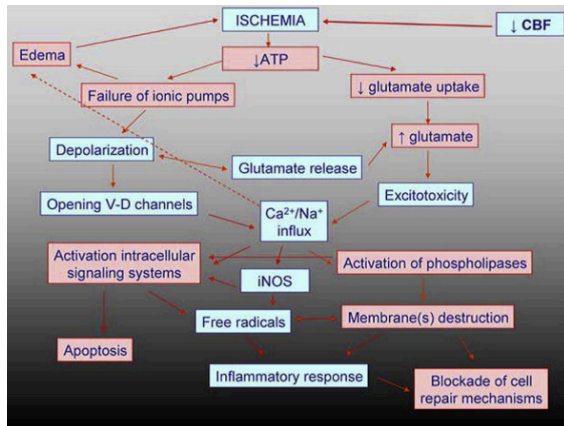 ISCHEMIA
↓ CBF
Edema
↓ATP
Failure of ionic pumps
↓ glutamate uptake
↑ glutamate
Depolarization
Glutamate release
Excitotoxicity
Opening V-D channels
Ca²⁺/Na⁺
influx
Activation intracellular
signaling systems
Activation of phospholipases
iNOS
Free radicals
Membrane(s) destruction
Apoptosis
Inflammatory response
Blockade of cell
repair mechanisms